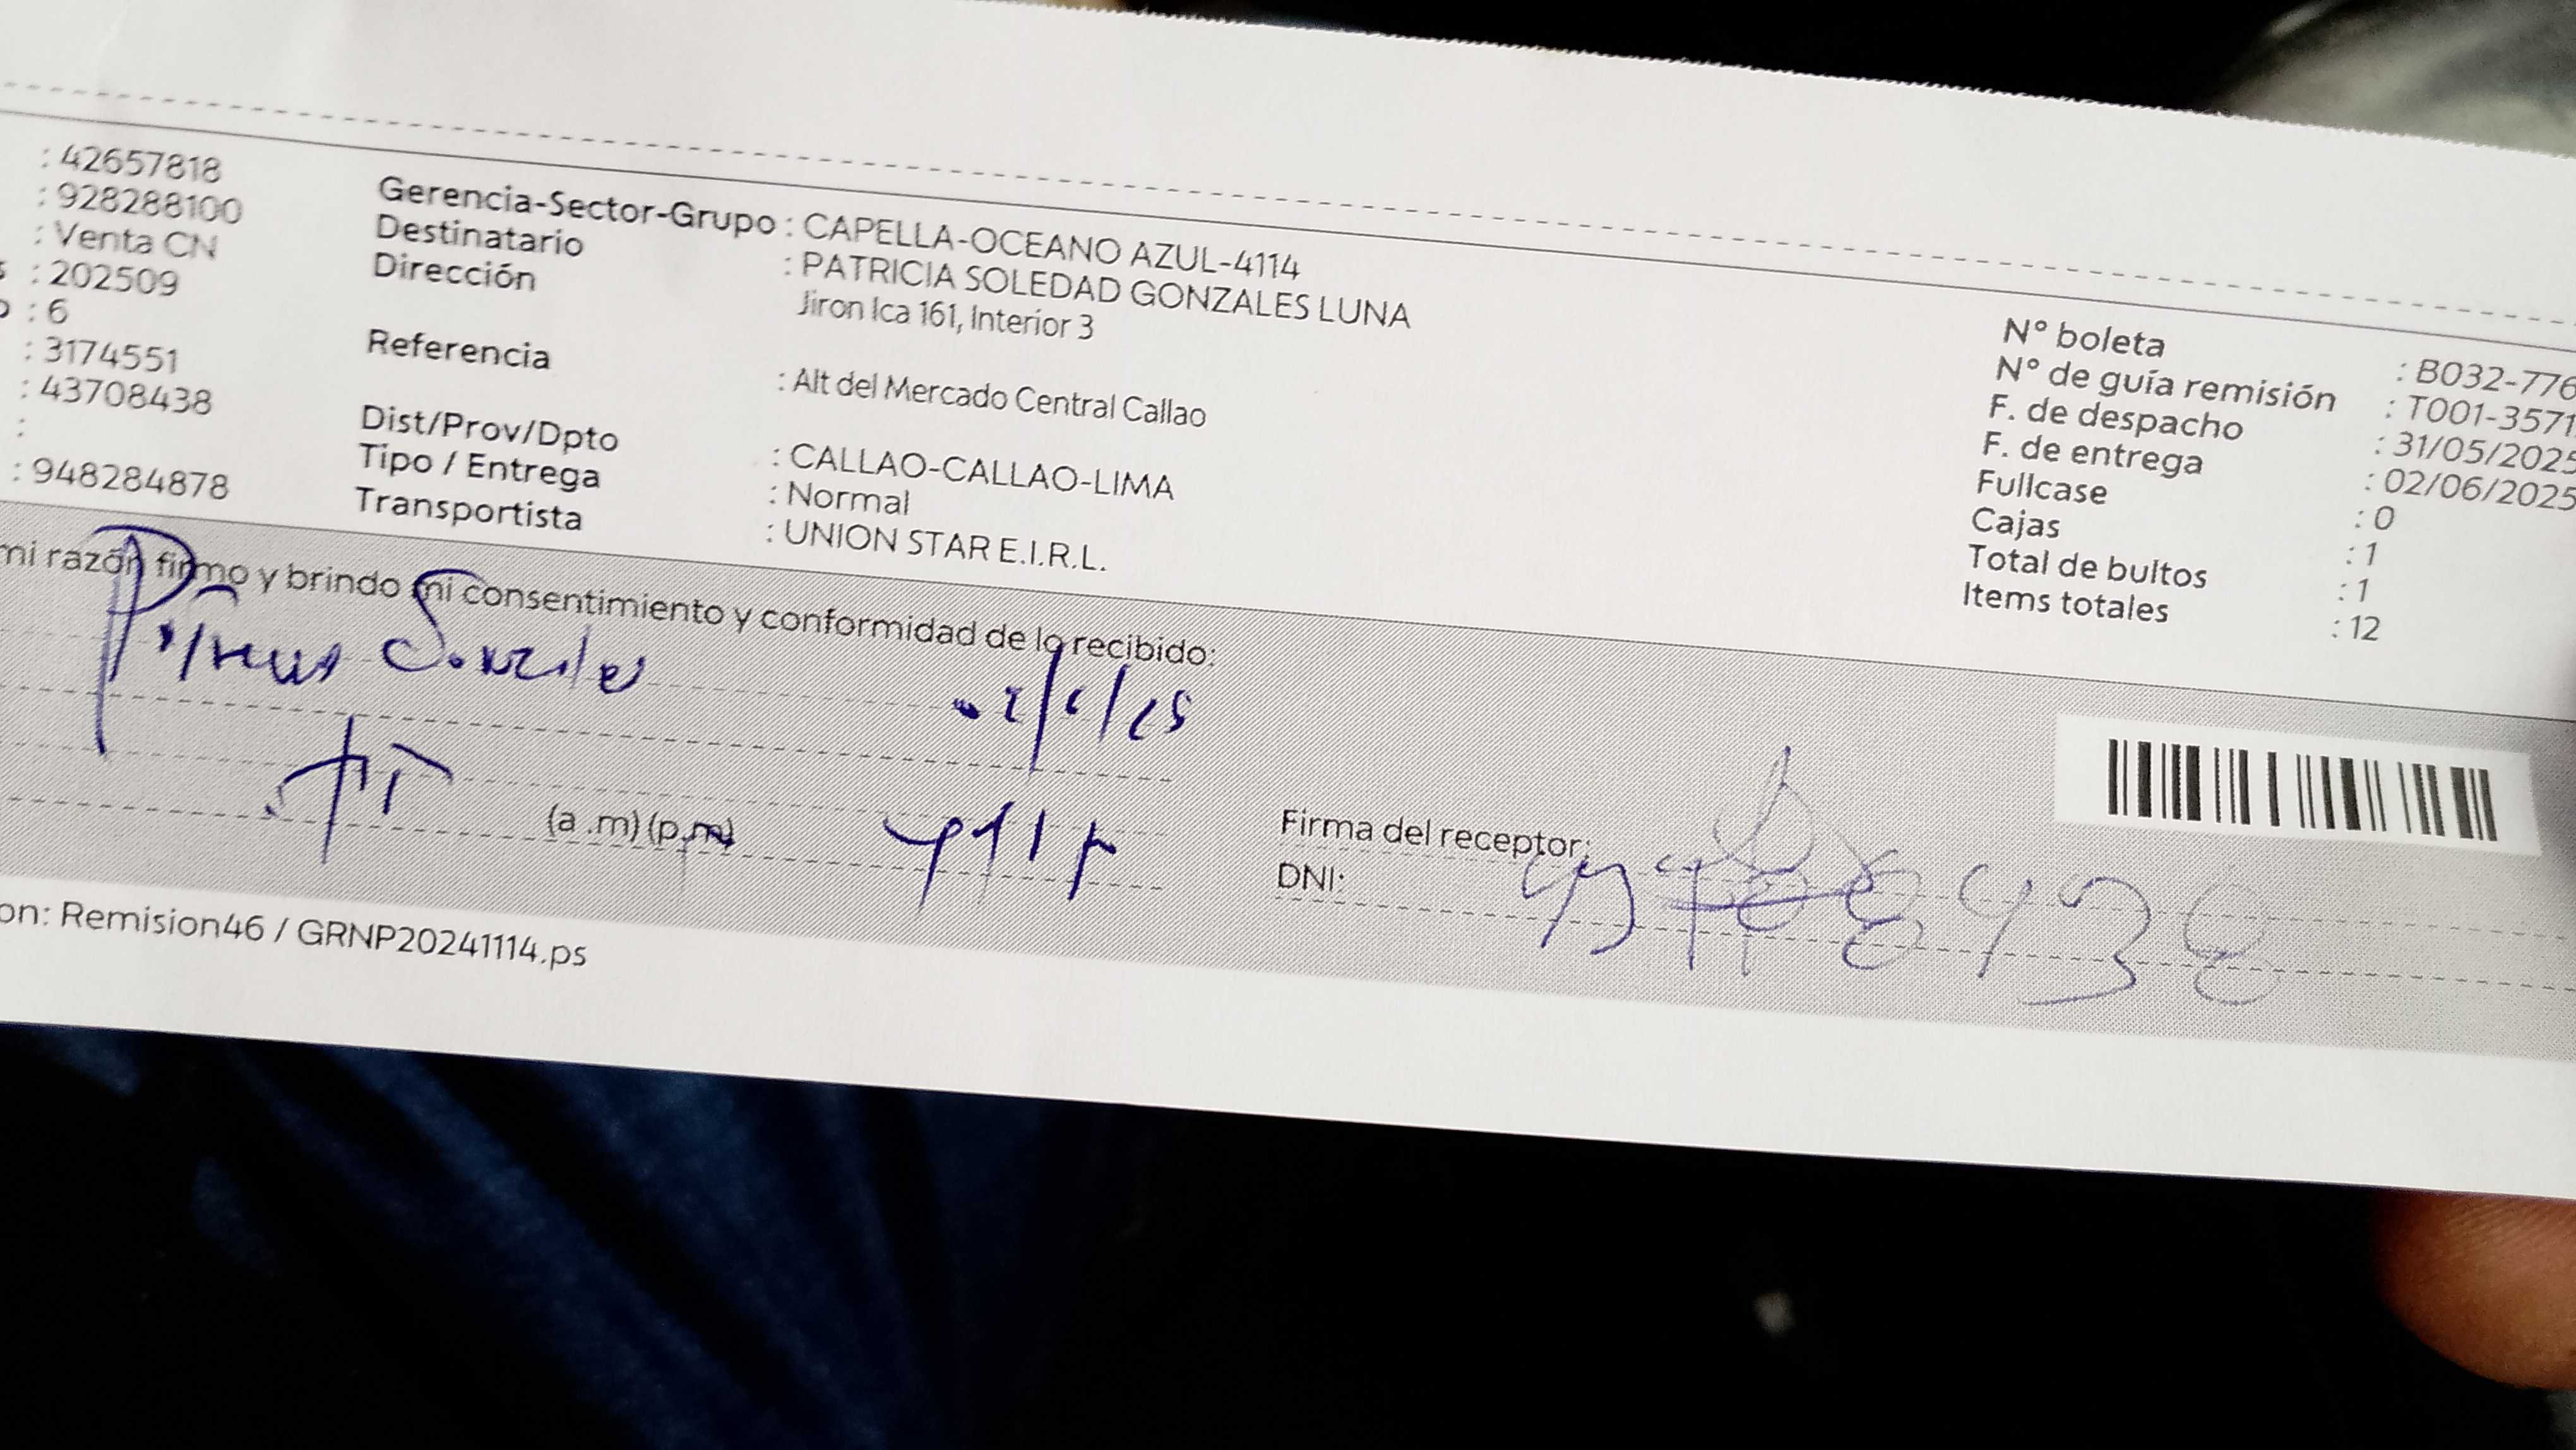 : 42657818
: 928288100
: Venta CN
: 202509
: 6
: 3174551
: 43708438
:
: 948284878
Gerencia-Sector-Grupo : CAPELLA-OCEANO AZUL-4114
Destinatario : PATRICIA SOLEDAD GONZALES LUNA
Dirección Jiron Ica 161, Interior 3
Referencia : Alt del Mercado Central Callao
Dist/Prov/Dpto : CALLAO-CALLAO-LIMA
Tipo / Entrega : Normal
Transportista : UNION STAR E.I.R.L.
Nº boleta : B032-776
Nº de guía remisión : T001-3571
F. de despacho : 31/05/2025
F. de entrega : 02/06/2025
Fullcase : 0
Cajas : 1
Total de bultos : 1
Items totales : 12
mi razón firmo y brindo mi consentimiento y conformidad de lo recibido:
(a .m) (p.m)
Firma del receptor:
DNI: 43708438
on: Remision46 / GRNP20241114.ps